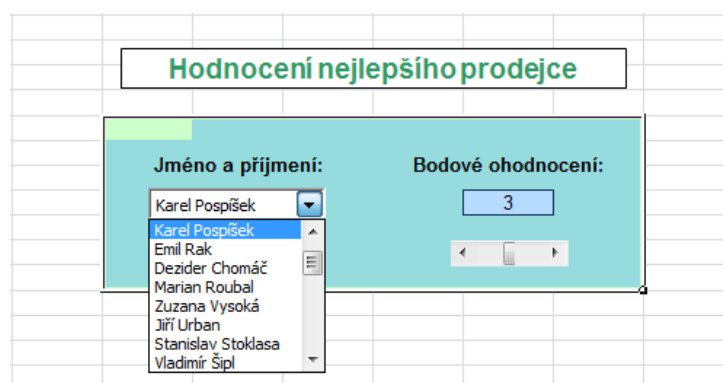 Hodnocení nejlepšího prodejce
Jméno a příjmení:
Bodové ohodnocení:
Karel Pospíšek
3
Karel Pospíšek
Emil Rak
Dezider Chomáč
Marian Roubal
Zuzana Vysoká
Jiří Urban
Stanislav Stoklasa
Vladimír Šipl